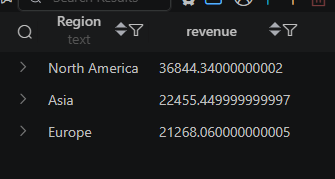 Search Results
Region revenue
text
North America 36844.34000000002
Asia 22455.449999999997
Europe 21268.060000000005